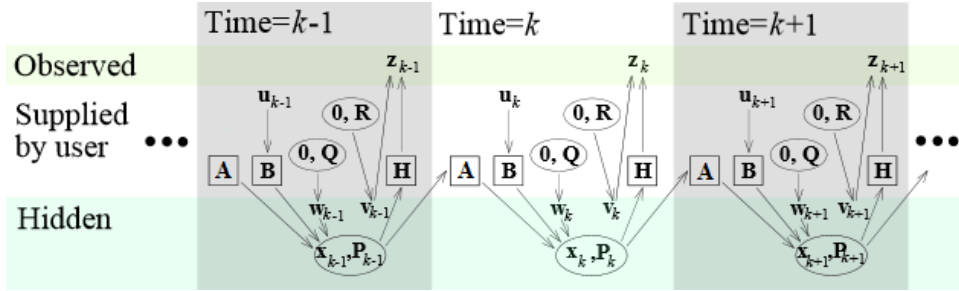 Time=k-1 Time=k Time=k+1
Observed z_{k-1} z_k z_{k+1}
Supplied by user
u_{k-1} u_k u_{k+1}
0, R 0, R 0, R
0, Q 0, Q 0, Q
A B H A B H A B H
Hidden
w_{k-1} v_{k-1} w_k v_k w_{k+1} v_{k+1}
x_{k-1},P_{k-1} x_k,P_k x_{k+1},P_{k+1}